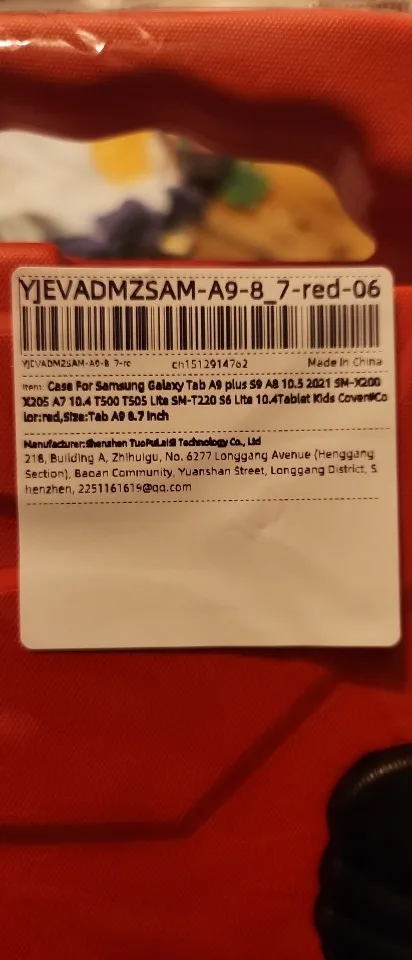 YJEVADMZSAM-A9-8_7-red-06
YJEVADMZSAM-A9-8_7-re ch1512914762 Made In China
Item: Case For Samsung Galaxy Tab A9 plus S9 A8 10.5 2021 SM-X200
X205 A7 10.4 T500 T505 T505 Lite SM-T220 S6 Lite 10.4Tablet Kids Cover#Co
lor:red,Size:Tab A9 8.7 Inch
Manufacturer:Shenzhen TuoPuLaiSi Technology Co., Ltd
218, Building A, Zhihuigu, No. 6277 Longgang Avenue (Henggang
Section), Baoan Community, Yuanshan Street, Longgang District, S
henzhen, 2251161619@qq.com